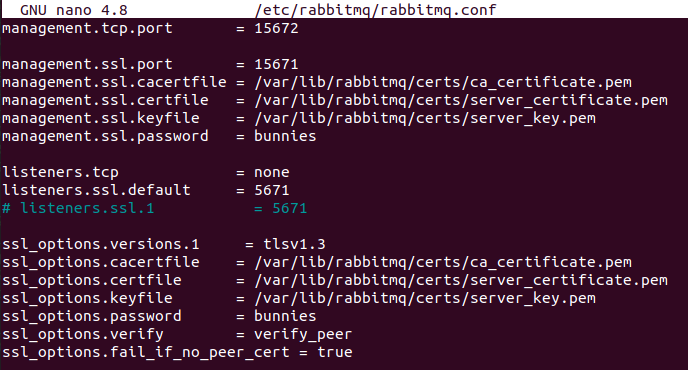 GNU nano 4.8 /etc/rabbitmq/rabbitmq.conf
management.tcp.port = 15672
management.ssl.port = 15671
management.ssl.cacertfile = /var/lib/rabbitmq/certs/ca_certificate.pem
management.ssl.certfile = /var/lib/rabbitmq/certs/server_certificate.pem
management.ssl.keyfile = /var/lib/rabbitmq/certs/server_key.pem
management.ssl.password = bunnies
listeners.tcp = none
listeners.ssl.default = 5671
# listeners.ssl.1 = 5671
ssl_options.versions.1 = tlsv1.3
ssl_options.cacertfile = /var/lib/rabbitmq/certs/ca_certificate.pem
ssl_options.certfile = /var/lib/rabbitmq/certs/server_certificate.pem
ssl_options.keyfile = /var/lib/rabbitmq/certs/server_key.pem
ssl_options.password = bunnies
ssl_options.verify = verify_peer
ssl_options.fail_if_no_peer_cert = true